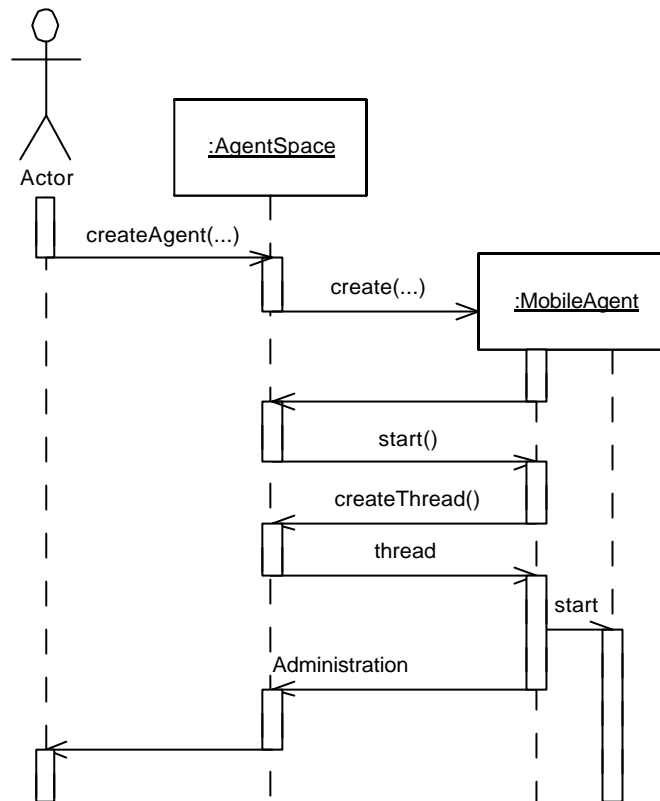 :AgentSpace
Actor
createAgent(...)
create(...)
:MobileAgent
start()
createThread()
thread
start
Administration